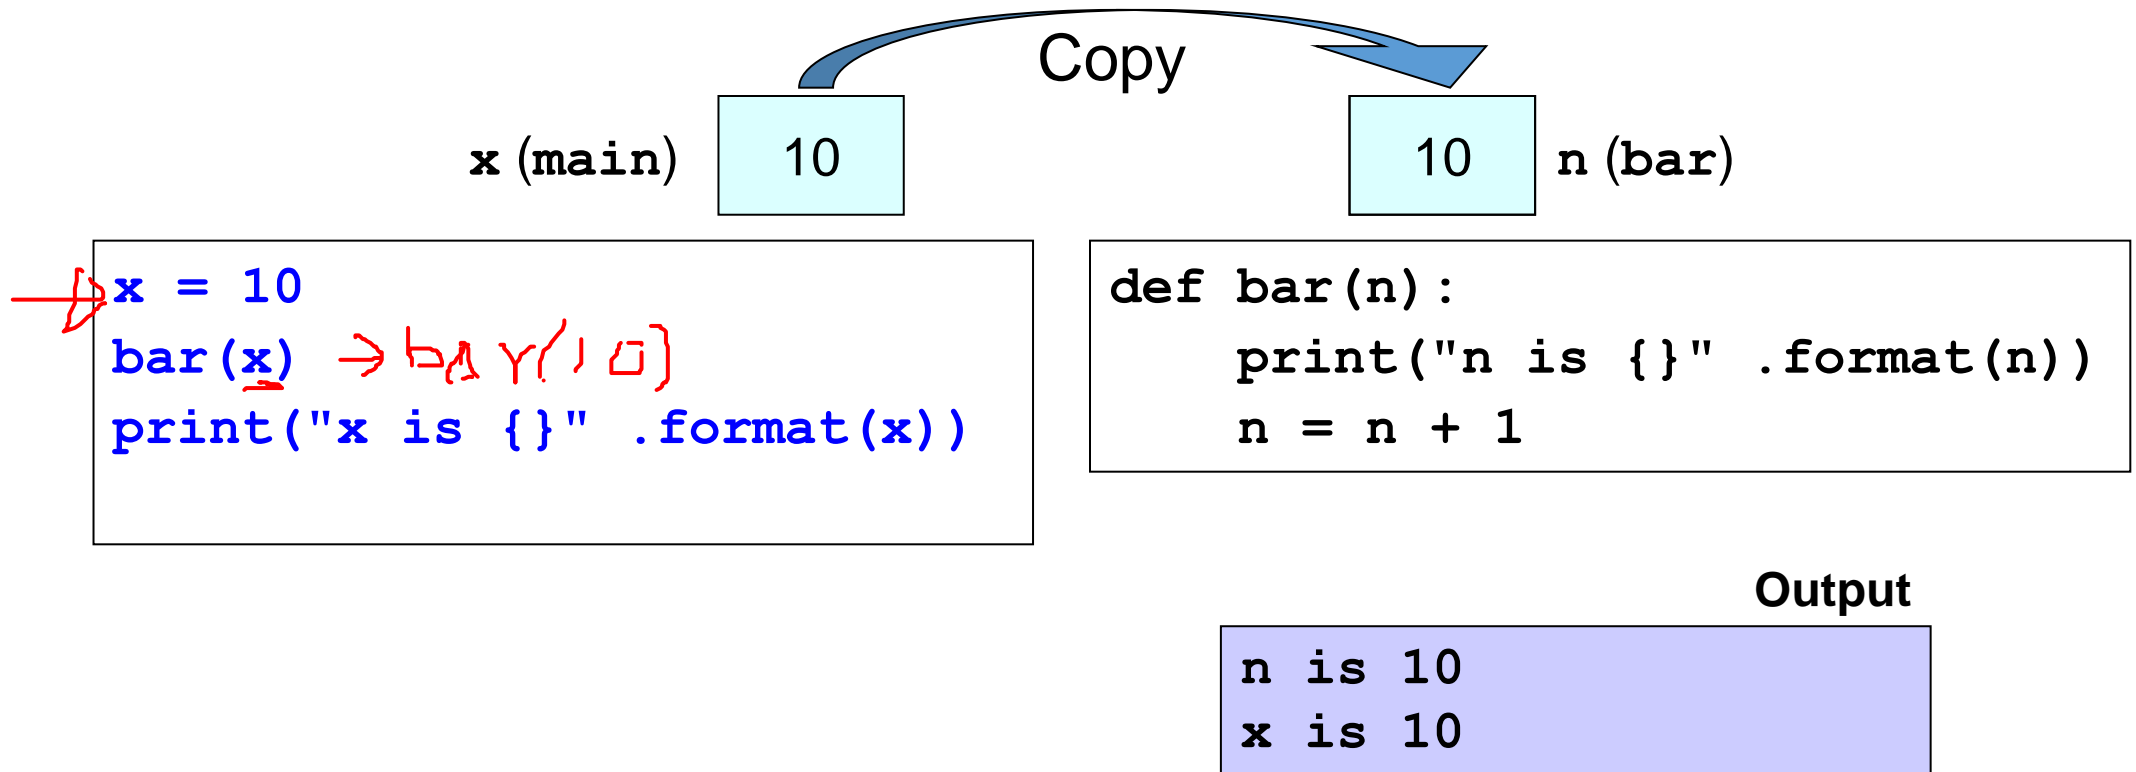 Copy
x (main) 10 10 n (bar)
x = 10
bar(x) → bar(10)
print("x is {}" .format(x))
def bar(n):
    print("n is {}" .format(n))
    n = n + 1
Output
n is 10
x is 10